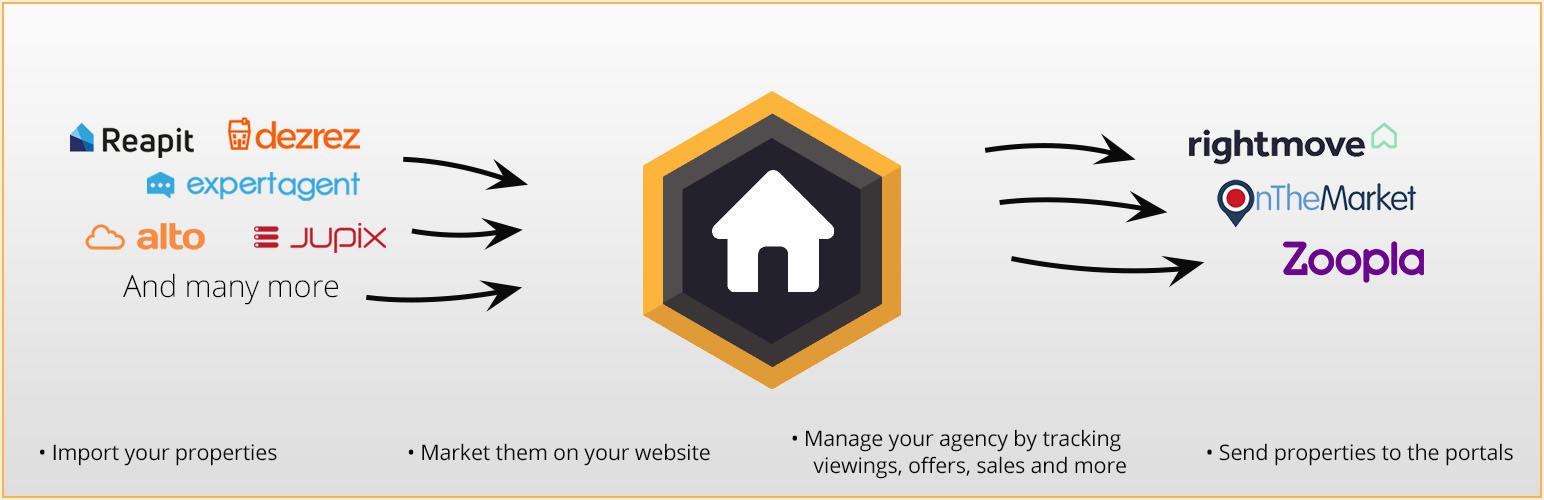 Reapit
dezrez
expertagent
alto
Jupix
And many more
rightmove
OnTheMarket
Zoopla
• Import your properties
• Market them on your website
• Manage your agency by tracking
viewings, offers, sales and more
• Send properties to the portals